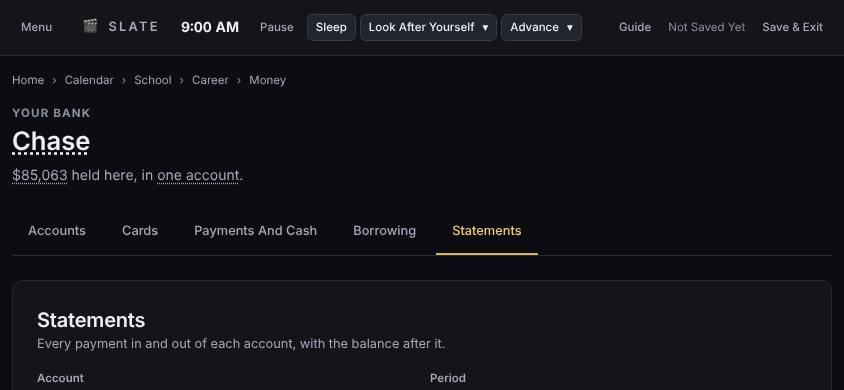 Menu 🎬 SLATE 9:00 AM Pause Sleep Look After Yourself ▾ Advance ▾ Guide Not Saved Yet Save & Exit
Home › Calendar › School › Career › Money
YOUR BANK
Chase
$85,063 held here, in one account.
Accounts Cards Payments And Cash Borrowing Statements
Statements
Every payment in and out of each account, with the balance after it.
Account Period